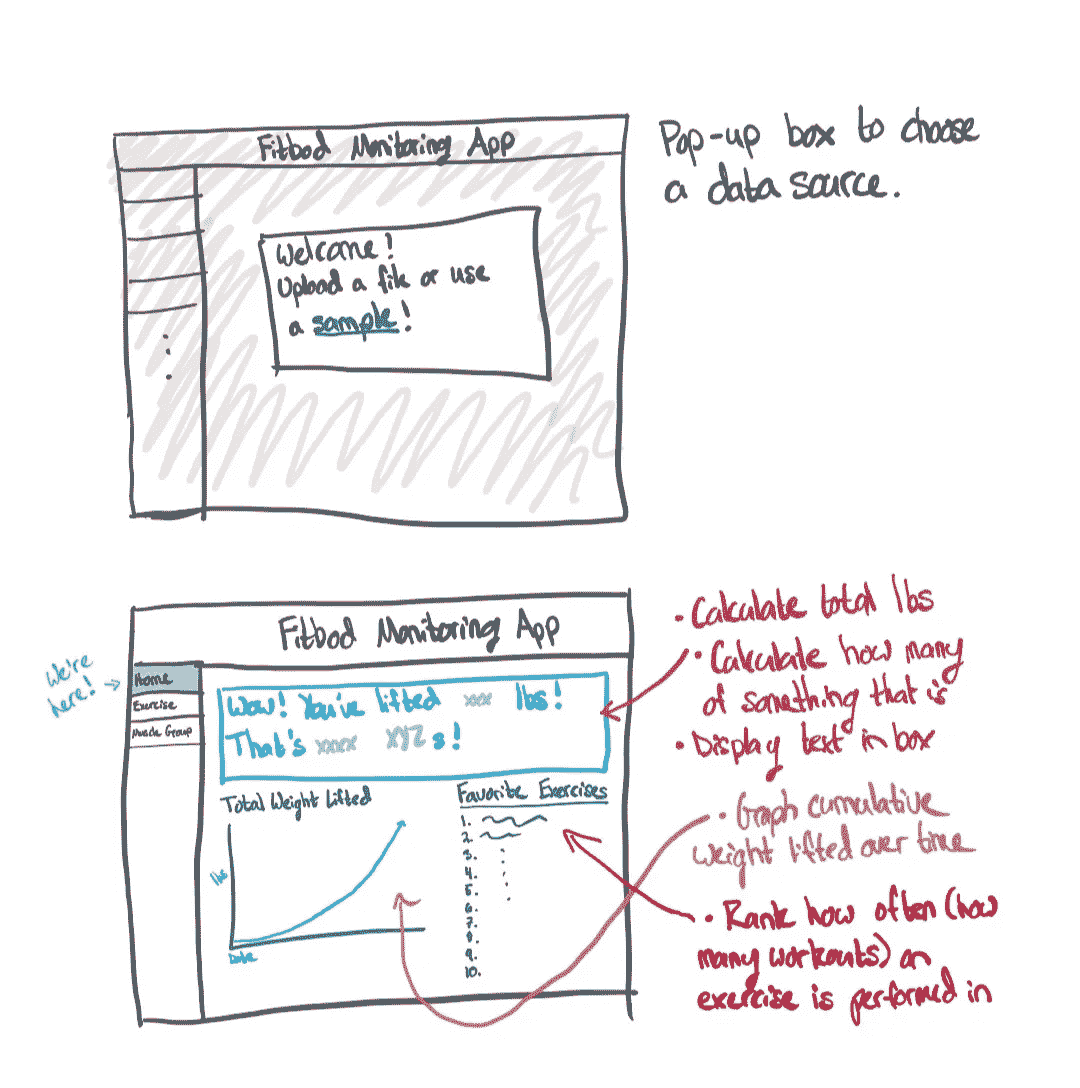 Fitbod Monitoring App
Pop-up box to choose
a data source.
Welcome!
Upload a file or use
a sample!
Fitbod Monitoring App
We're
here!
Home
Exercise
Muscle Group
Wow! You've lifted xxx lbs!
That's xxxx XYZs!
Total Weight Lifted
lbs
Date
Favorite Exercises
1.
2.
3.
4.
5.
6.
7.
8.
9.
10.
• Calculate total lbs
• Calculate how many
of something that is
• Display text in box
• Graph cumulative
weight lifted over time
• Rank how often (how
many workouts) an
exercise is performed in